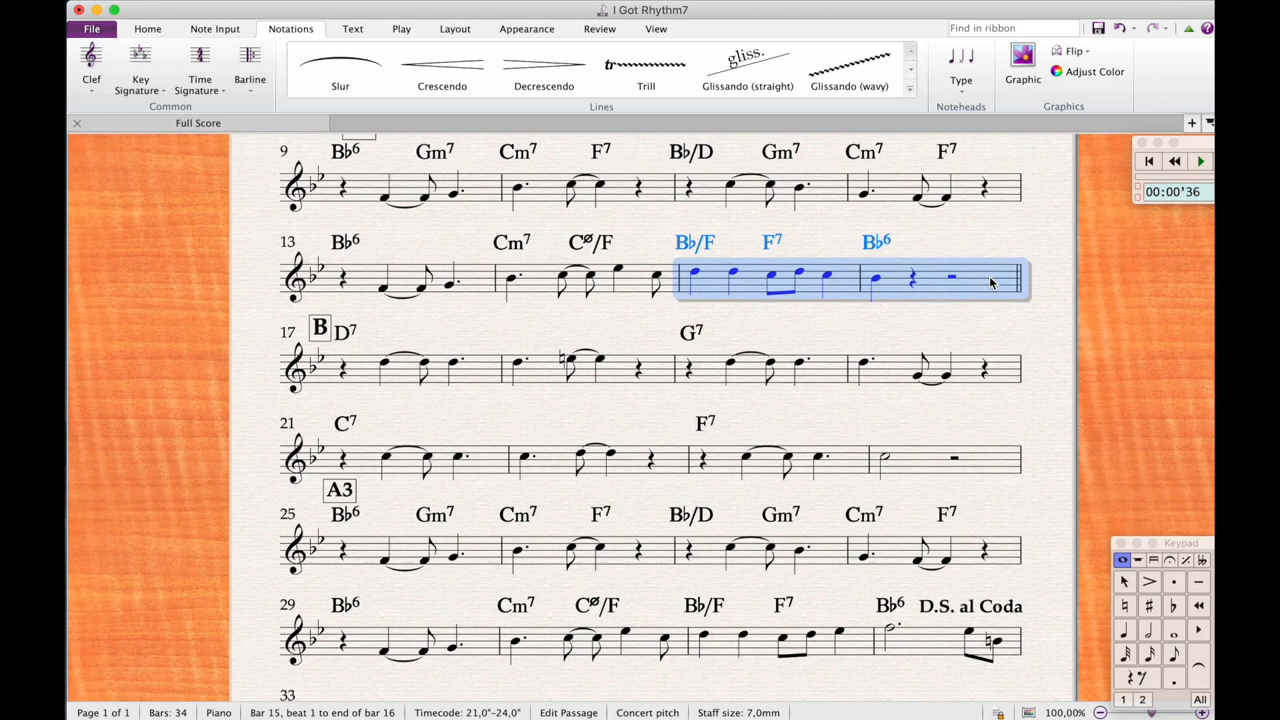 I Got Rhythm7
File Home Note Input Notations Text Play Layout Appearance Review View Find in ribbon
gliss.
tr
Clef Key Signature Time Signature Barline Slur Crescendo Decrescendo Trill Glissando (straight) Glissando (wavy) Type Graphic Flip Adjust Color
Common Lines Noteheads Graphics
Full Score
00:00'36
9 B♭6 Gm7 Cm7 F7 B♭/D Gm7 Cm7 F7
13 B♭6 Cm7 CØ/F B♭/F F7 B♭6
17 B D7 G7
21 C7 F7
A3
25 B♭6 Gm7 Cm7 F7 B♭/D Gm7 Cm7 F7
29 B♭6 Cm7 CØ/F B♭/F F7 B♭6 D.S. al Coda
33
Keypad
1 2 All
Page 1 of 1 Bars: 34 Piano Bar 15, beat 1 to end of bar 16 Timecode: 21,0"-24,0" Edit Passage Concert pitch Staff size: 7,0mm 100,00%